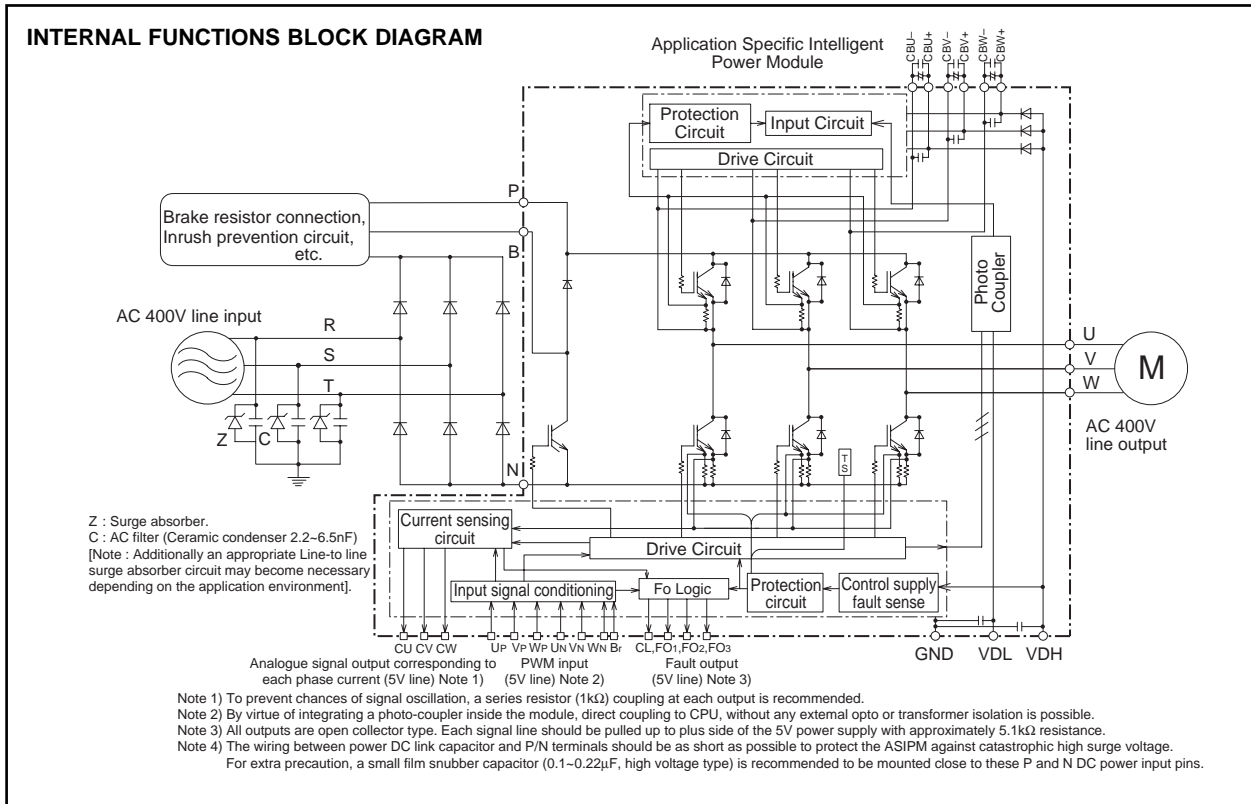 INTERNAL FUNCTIONS BLOCK DIAGRAM
Application Specific Intelligent
Power Module
CBU–
CBU+
CBV–
CBV+
CBW–
CBW+
Protection
Circuit
Input Circuit
Drive Circuit
P
Brake resistor connection,
Inrush prevention circuit,
etc.
B
Photo
Coupler
AC 400V line input
R
S
T
U
V
W
M
AC 400V
line output
Z
C
N
T
S
Z : Surge absorber.
C : AC filter (Ceramic condenser 2.2~6.5nF)
[Note : Additionally an appropriate Line-to line
surge absorber circuit may become necessary
depending on the application environment].
Current sensing
circuit
Drive Circuit
Input signal conditioning
Fo Logic
Protection
circuit
Control supply
fault sense
CU CV CW
UP VP WP UN VN WN Br
CL,FO1,FO2,FO3
GND
VDL
VDH
Analogue signal output corresponding to
each phase current (5V line) Note 1)
PWM input
(5V line) Note 2)
Fault output
(5V line) Note 3)
Note 1) To prevent chances of signal oscillation, a series resistor (1kΩ) coupling at each output is recommended.
Note 2) By virtue of integrating a photo-coupler inside the module, direct coupling to CPU, without any external opto or transformer isolation is possible.
Note 3) All outputs are open collector type. Each signal line should be pulled up to plus side of the 5V power supply with approximately 5.1kΩ resistance.
Note 4) The wiring between power DC link capacitor and P/N terminals should be as short as possible to protect the ASIPM against catastrophic high surge voltage.
For extra precaution, a small film snubber capacitor (0.1~0.22µF, high voltage type) is recommended to be mounted close to these P and N DC power input pins.